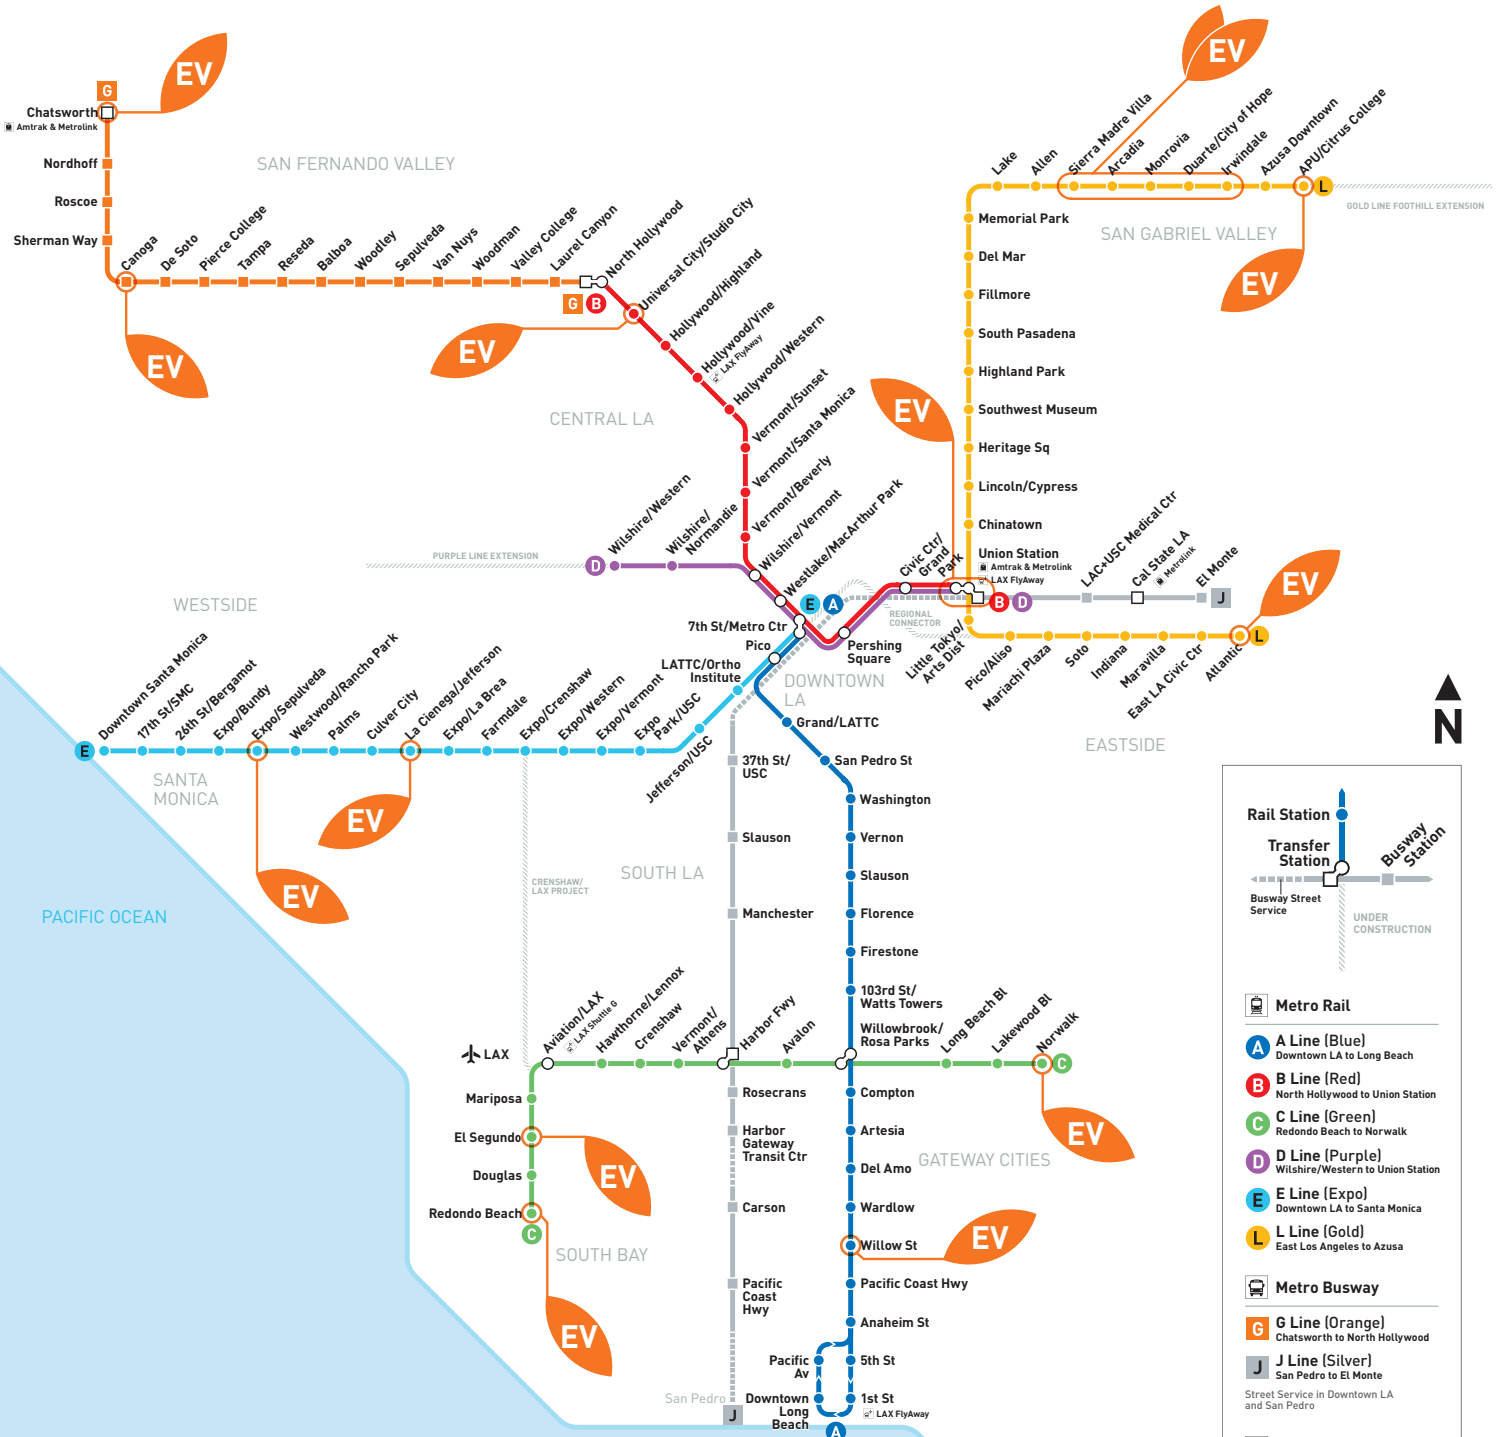 EV
EV
G
Chatsworth
Amtrak & Metrolink
Nordhoff
Roscoe
Sherman Way
SAN FERNANDO VALLEY
Canoga
De Soto
Pierce College
Tampa
Reseda
Balboa
Woodley
Sepulveda
Van Nuys
Woodman
Valley College
Laurel Canyon
North Hollywood
G
B
EV
EV
Universal City/Studio City
Hollywood/Highland
Hollywood/Vine
LAX FlyAway
Hollywood/Western
CENTRAL LA
Vermont/Sunset
Vermont/Santa Monica
Vermont/Beverly
Wilshire/Vermont
Westlake/MacArthur Park
PURPLE LINE EXTENSION
D
Wilshire/Western
Wilshire/
Normandie
EV
Lake
Allen
Sierra Madre Villa
Arcadia
Monrovia
Duarte/City of Hope
Irwindale
Azusa Downtown
APU/Citrus College
L
GOLD LINE FOOTHILL EXTENSION
SAN GABRIEL VALLEY
EV
Memorial Park
Del Mar
Fillmore
South Pasadena
Highland Park
Southwest Museum
Heritage Sq
Lincoln/Cypress
Chinatown
Union Station
Amtrak & Metrolink
LAX FlyAway
Civic Ctr/
Grand
Park
B
D
LAC+USC Medical Ctr
Cal State LA
Metrolink
El Monte
J
EV
REGIONAL
CONNECTOR
Little Tokyo/
Arts Dist
Pico/Aliso
Mariachi Plaza
Soto
Indiana
Maravilla
East LA Civic Ctr
Atlantic
L
EASTSIDE
N
E
A
7th St/Metro Ctr
Pershing
Square
Pico
LATTC/Ortho
Institute
DOWNTOWN
LA
WESTSIDE
E
Downtown Santa Monica
17th St/SMC
26th St/Bergamot
Expo/Bundy
Expo/Sepulveda
Westwood/Rancho Park
Palms
Culver City
La Cienega/Jefferson
Expo/La Brea
Farmdale
Expo/Crenshaw
Expo/Western
Expo/Vermont
Expo
Park/USC
Jefferson/USC
SANTA
MONICA
EV
EV
PACIFIC OCEAN
CRENSHAW/
LAX PROJECT
SOUTH LA
Grand/LATTC
San Pedro St
Washington
Vernon
Slauson
Florence
Firestone
103rd St/
Watts Towers
Willowbrook/
Rosa Parks
37th St/
USC
Slauson
Manchester
Harbor Fwy
LAX
Aviation/LAX
LAX Shuttle G
Hawthorne/Lennox
Crenshaw
Vermont/
Athens
Avalon
Long Beach Bl
Lakewood Bl
Norwalk
C
EV
Mariposa
El Segundo
Douglas
Redondo Beach
C
EV
EV
SOUTH BAY
Rosecrans
Harbor
Gateway
Transit Ctr
Carson
Pacific
Coast
Hwy
San Pedro
J
Compton
Artesia
Del Amo
Wardlow
Willow St
EV
Pacific Coast Hwy
Anaheim St
Pacific
Av
5th St
Downtown
Long
Beach
1st St
LAX FlyAway
A
GATEWAY CITIES
Rail Station
Transfer
Station
Busway
Station
Busway Street
Service
UNDER
CONSTRUCTION
Metro Rail
A
A Line (Blue)
Downtown LA to Long Beach
B
B Line (Red)
North Hollywood to Union Station
C
C Line (Green)
Redondo Beach to Norwalk
D
D Line (Purple)
Wilshire/Western to Union Station
E
E Line (Expo)
Downtown LA to Santa Monica
L
L Line (Gold)
East Los Angeles to Azusa
Metro Busway
G
G Line (Orange)
Chatsworth to North Hollywood
J
J Line (Silver)
San Pedro to El Monte
Street Service in Downtown LA
and San Pedro